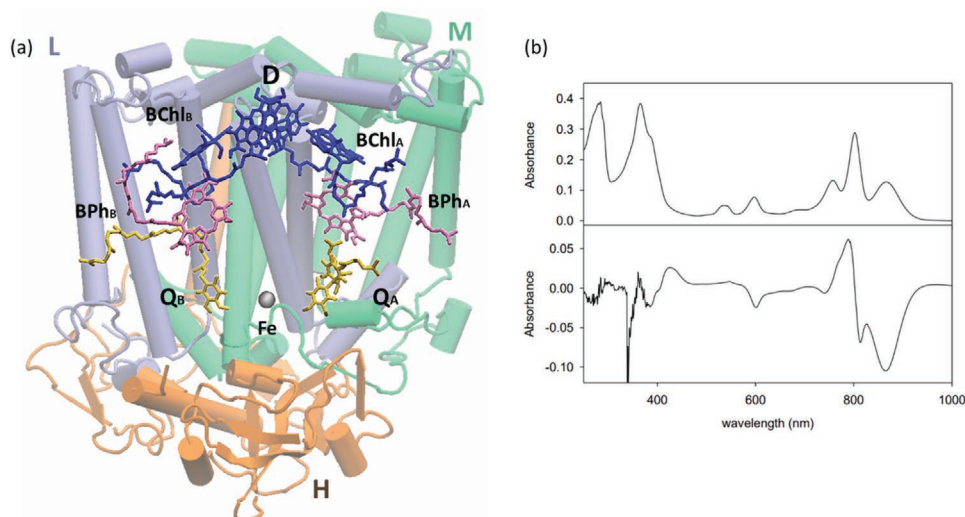 (a)
L
M
D
BChlB
BChlA
BPhB
BPhA
QB
QA
Fe
H
(b)
Absorbance
0.4
0.3
0.2
0.1
0.0
Absorbance
0.05
0.00
-0.05
-0.10
400
600
800
1000
wavelength (nm)